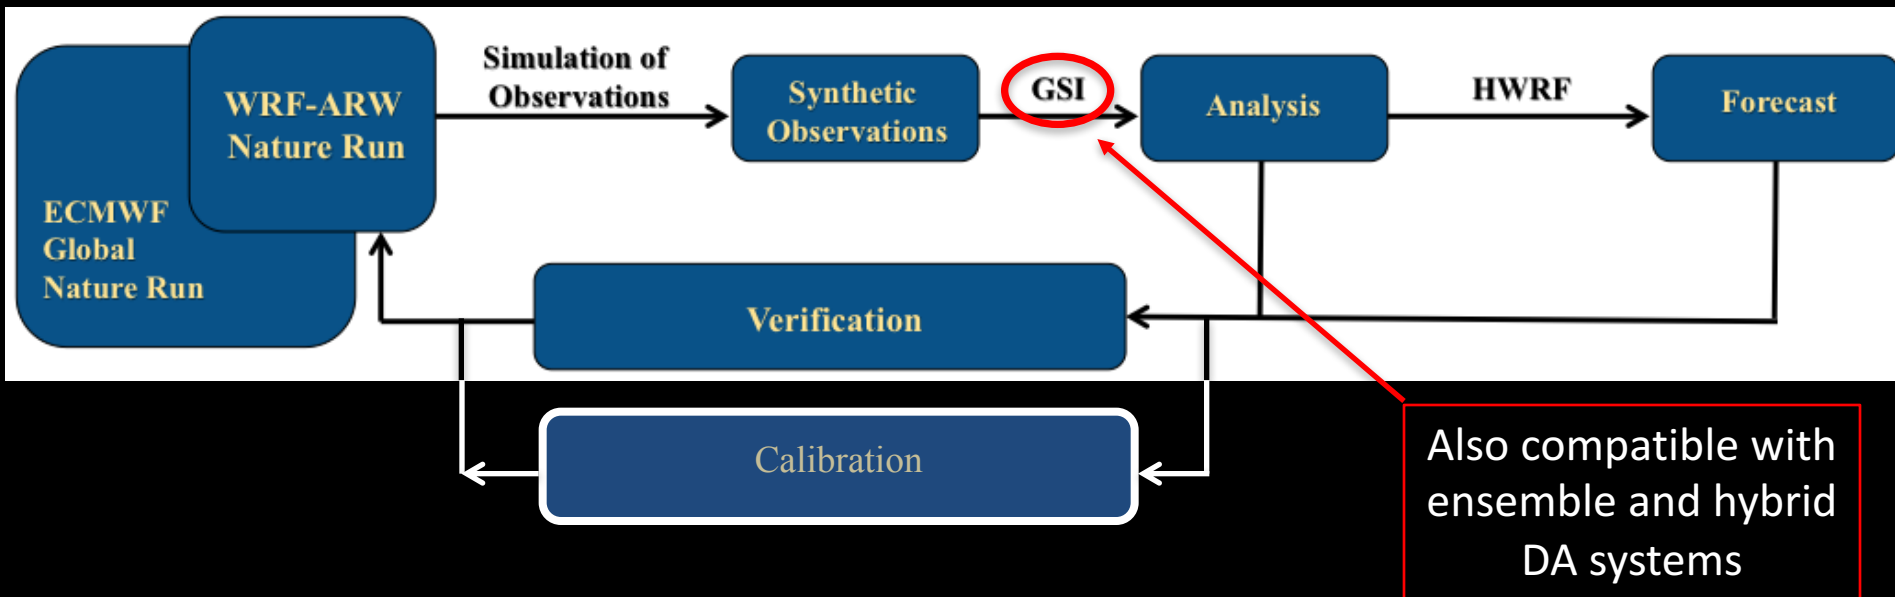 ECMWF
Global
Nature Run
WRF-ARW
Nature Run
Simulation of
Observations
Synthetic
Observations
GSI
Analysis
HWRF
Forecast
Verification
Calibration
Also compatible with
ensemble and hybrid
DA systems